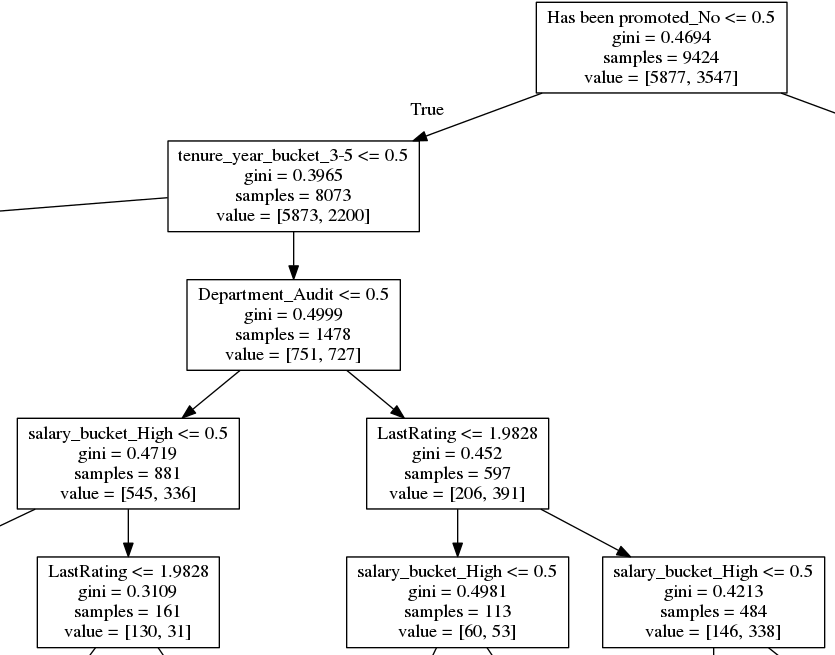 Has been promoted_No <= 0.5
gini = 0.4694
samples = 9424
value = [5877, 3547]
True
tenure_year_bucket_3-5 <= 0.5
gini = 0.3965
samples = 8073
value = [5873, 2200]
Department_Audit <= 0.5
gini = 0.4999
samples = 1478
value = [751, 727]
salary_bucket_High <= 0.5
gini = 0.4719
samples = 881
value = [545, 336]
LastRating <= 1.9828
gini = 0.452
samples = 597
value = [206, 391]
LastRating <= 1.9828
gini = 0.3109
samples = 161
value = [130, 31]
salary_bucket_High <= 0.5
gini = 0.4981
samples = 113
value = [60, 53]
salary_bucket_High <= 0.5
gini = 0.4213
samples = 484
value = [146, 338]